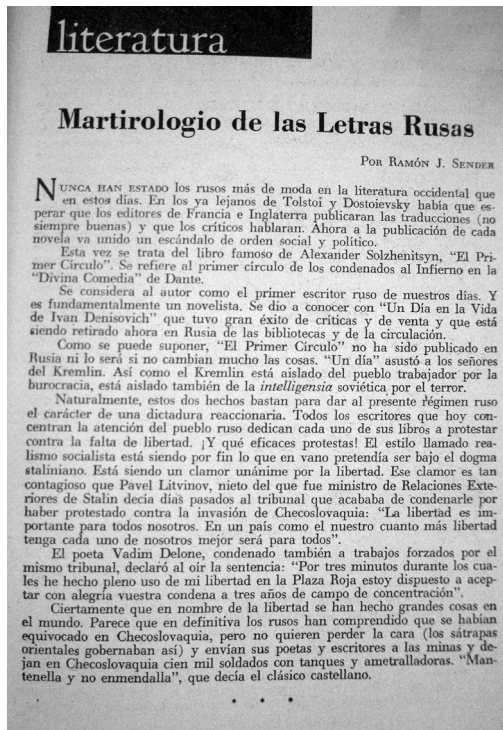 literatura
Martirologio de las Letras Rusas
POR RAMÓN J. SENDER
NUNCA HAN ESTADO los rusos más de moda en la literatura occidental que
en estos días. En los ya lejanos de Tolstoi y Dostoievsky había que es-
perar que los editores de Francia e Inglaterra publicaran las traducciones (no
siempre buenas) y que los críticos hablaran. Ahora a la publicación de cada
novela va unido un escándalo de orden social y político.
Esta vez se trata del libro famoso de Alexander Solzhenitsyn, "El Pri-
mer Círculo". Se refiere al primer círculo de los condenados al Infierno en la
"Divina Comedia" de Dante.
Se considera al autor como el primer escritor ruso de nuestros días. Y
es fundamentalmente un novelista. Se dio a conocer con "Un Día en la Vida
de Ivan Denisovich" que tuvo gran éxito de críticas y de venta y que está
siendo retirado ahora en Rusia de las bibliotecas y de la circulación.
Como se puede suponer, "El Primer Círculo" no ha sido publicado en
Rusia ni lo será si no cambian mucho las cosas. "Un día" asustó a los señores
del Kremlin. Así como el Kremlin está aislado del pueblo trabajador por la
burocracia, está aislado también de la intelligensia soviética por el terror.
Naturalmente, estos dos hechos bastan para dar al presente régimen ruso
el carácter de una dictadura reaccionaria. Todos los escritores que hoy con-
centran la atención del pueblo ruso dedican cada uno de sus libros a protestar
contra la falta de libertad. ¡Y qué eficaces protestas! El estilo llamado rea-
lismo socialista está siendo por fin lo que en vano pretendía ser bajo el dogma
staliniano. Está siendo un clamor unánime por la libertad. Ese clamor es tan
contagioso que Pavel Litvinov, nieto del que fue ministro de Relaciones Exte-
riores de Stalin decía días pasados al tribunal que acababa de condenarle por
haber protestado contra la invasión de Checoslovaquia: "La libertad es im-
portante para todos nosotros. En un país como el nuestro cuanto más libertad
tenga cada uno de nosotros mejor será para todos".
El poeta Vadim Delone, condenado también a trabajos forzados por el
mismo tribunal, declaró al oír la sentencia: "Por tres minutos durante los cua-
les he hecho pleno uso de mi libertad en la Plaza Roja estoy dispuesto a acep-
tar con alegría vuestra condena a tres años de campo de concentración".
Ciertamente que en nombre de la libertad se han hecho grandes cosas en
el mundo. Parece que en definitiva los rusos han comprendido que se habían
equivocado en Checoslovaquia, pero no quieren perder la cara (los sátrapas
orientales gobernaban así) y envían sus poetas y escritores a las minas y de-
jan en Checoslovaquia cien mil soldados con tanques y ametralladoras. "Man-
tenella y no enmendalla", que decía el clásico castellano.
* * *